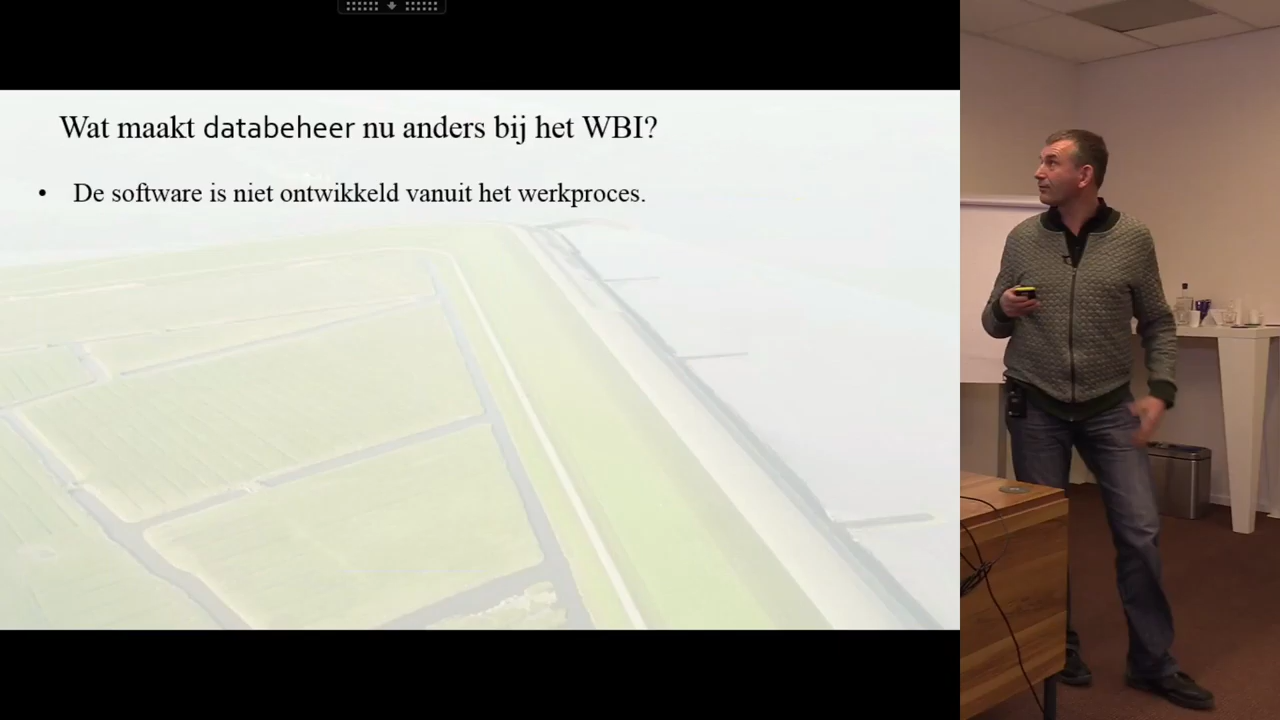 Wat maakt databeheer nu anders bij het WBI?
• De software is niet ontwikkeld vanuit het werkproces.